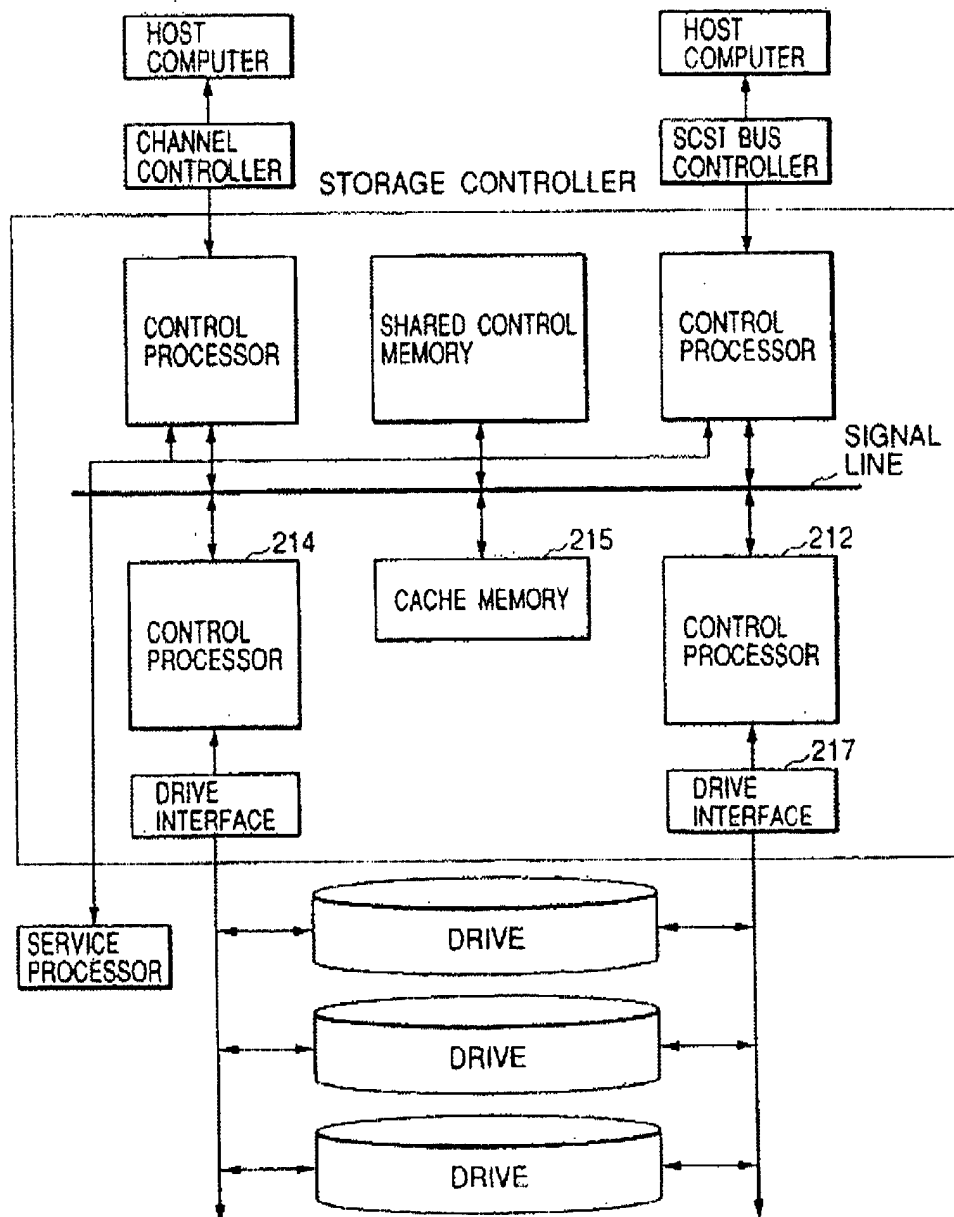 HOST
COMPUTER
HOST
COMPUTER
CHANNEL
CONTROLLER
SCSI BUS
CONTROLLER
STORAGE CONTROLLER
CONTROL
PROCESSOR
SHARED CONTROL
MEMORY
CONTROL
PROCESSOR
SIGNAL
LINE
214
215
212
CONTROL
PROCESSOR
CACHE MEMORY
CONTROL
PROCESSOR
217
DRIVE
INTERFACE
DRIVE
INTERFACE
SERVICE
PROCESSOR
DRIVE
DRIVE
DRIVE